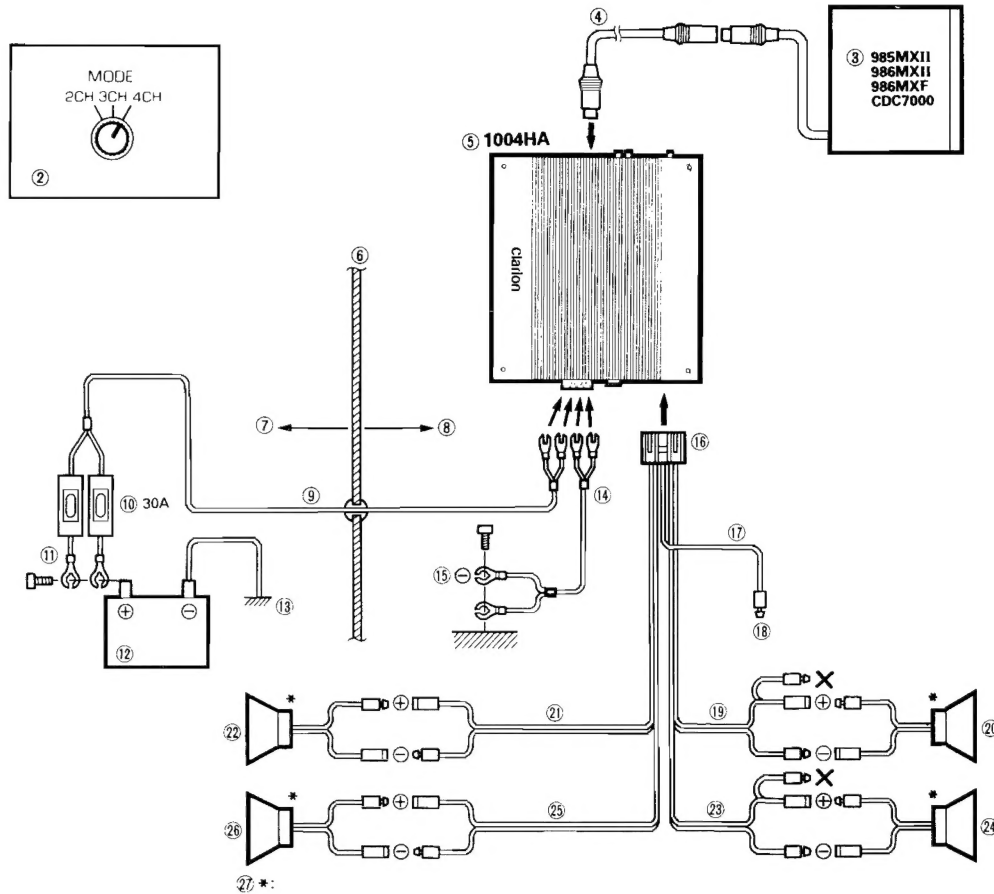 ④
③ 985MXII
986MXII
986MXF
CDC7000
MODE
2CH 3CH 4CH
②
⑤ 1004HA
clarion
⑥
⑦ ⑧
⑨
⑩ 30A
⑪
⑫
⊕ ⊖
⑬
⑭
⑮ ⊖
⑯
⑰
⑱
㉒ * ⊕ ㉑
⊖
⑲ ⊕ * ⑳
⊖
㉖ * ⊕ ㉕
⊖
㉓ ⊕ * ㉔
⊖
㉗ *: